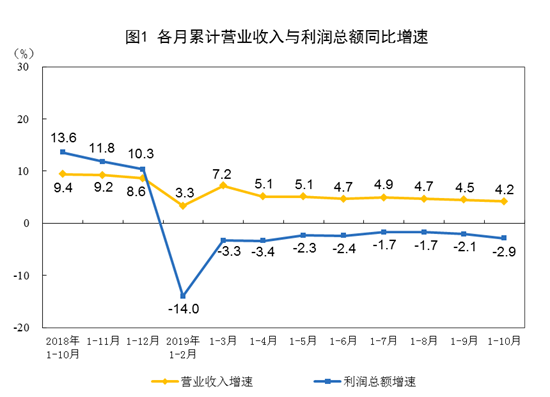 图1 各月累计营业收入与利润总额同比增速
（%）
30
20
10
0
-10
-20
13.6 11.8 10.3 7.2 5.1 5.1 4.7 4.9 4.7 4.5 4.2
9.4 9.2 8.6 3.3
-14.0 -3.3 -3.4 -2.3 -2.4 -1.7 -1.7 -2.1 -2.9
2018年 1-11月 1-12月 2019年 1-3月 1-4月 1-5月 1-6月 1-7月 1-8月 1-9月 1-10月
1-10月 1-2月
营业收入增速 利润总额增速